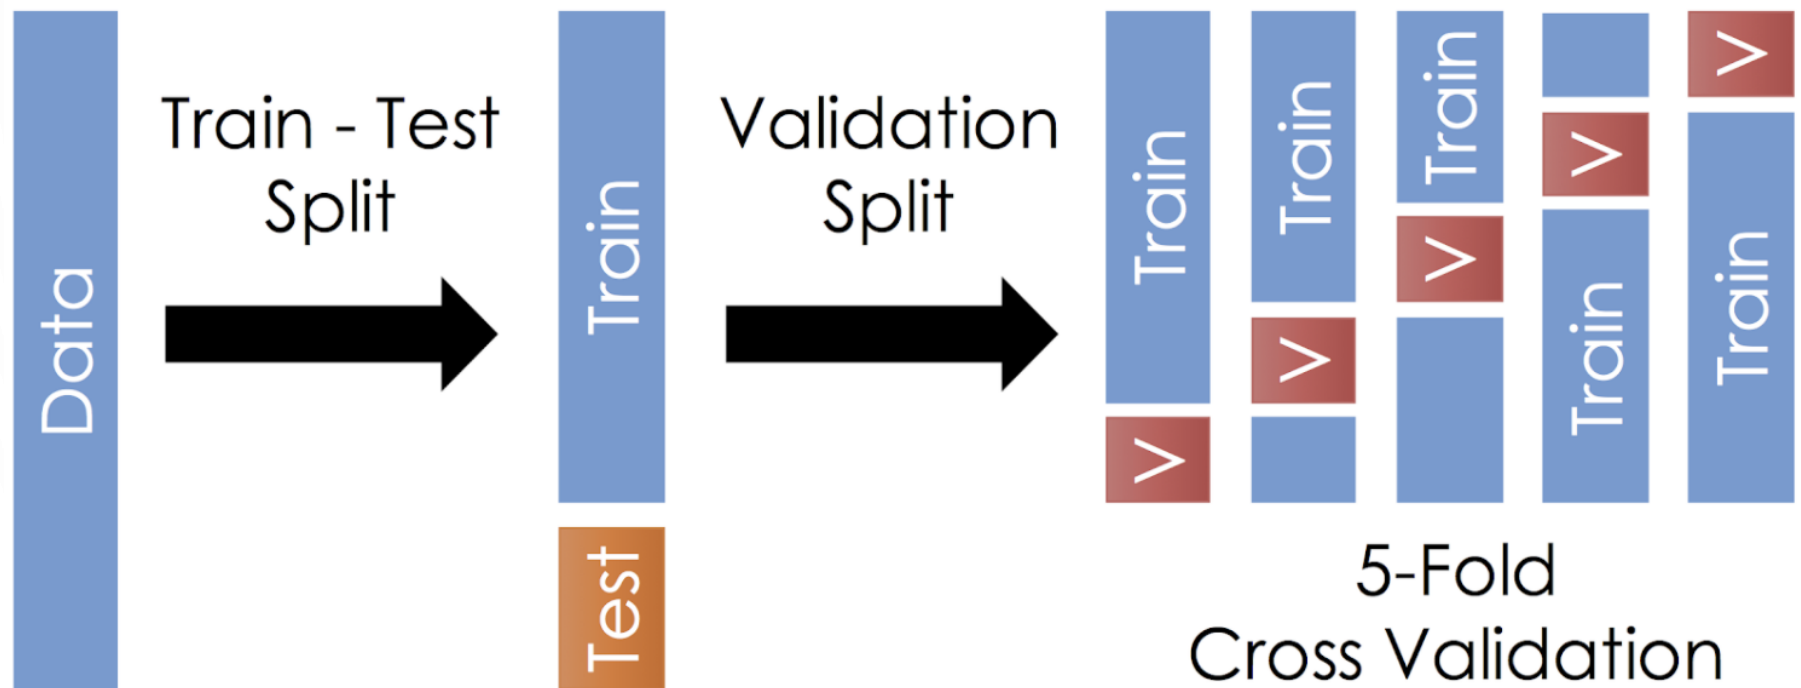 Data
Train - Test
Split
Train
Test
Validation
Split
Train
V
Train
V
Train
V
V
Train
V
Train
5-Fold
Cross Validation